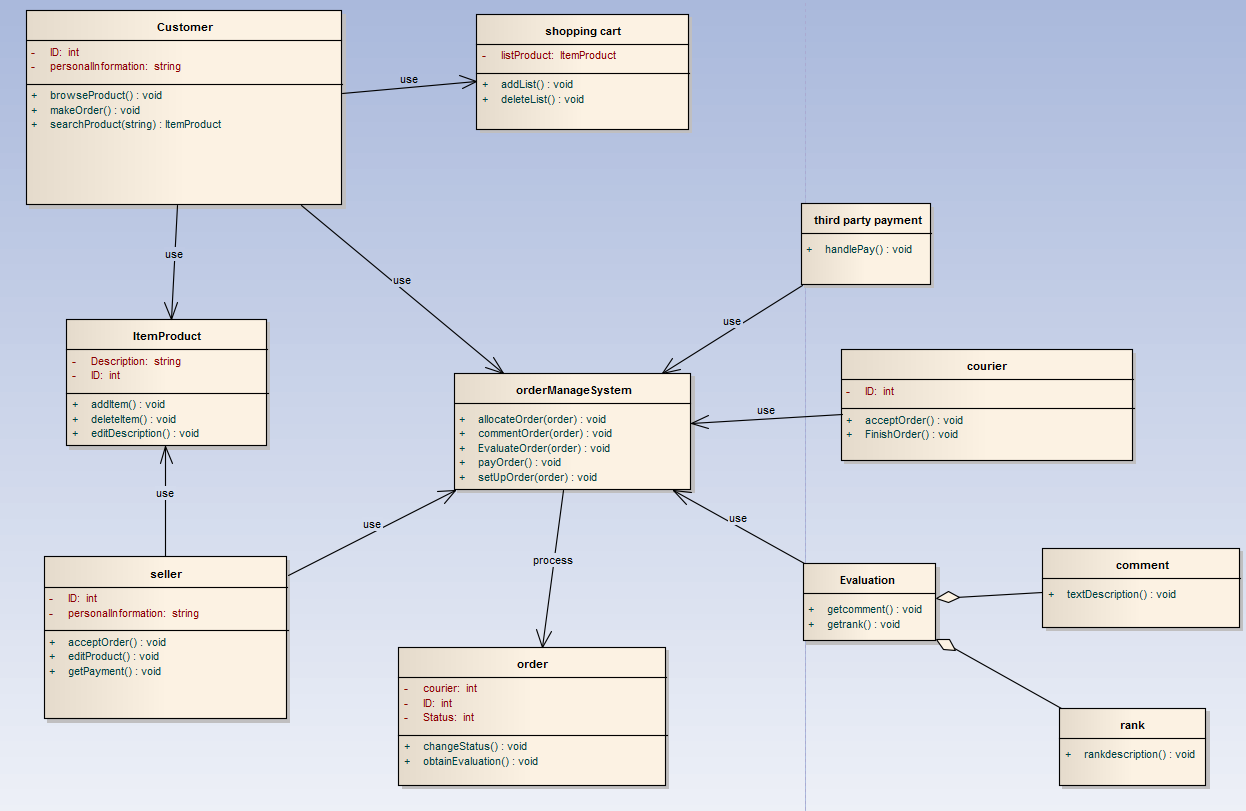 Customer
- ID: int
- personalInformation: string
+ browseProduct() : void
+ makeOrder() : void
+ searchProduct(string) : ItemProduct
use
shopping cart
- listProduct: ItemProduct
+ addList() : void
+ deleteList() : void
use
use
third party payment
+ handlePay() : void
use
ItemProduct
- Description: string
- ID: int
+ addItem() : void
+ deleteItem() : void
+ editDescription() : void
orderManageSystem
+ allocateOrder(order) : void
+ commentOrder(order) : void
+ EvaluateOrder(order) : void
+ payOrder() : void
+ setUpOrder(order) : void
use
courier
- ID: int
+ acceptOrder() : void
+ FinishOrder() : void
use
use
process
use
seller
- ID: int
- personalInformation: string
+ acceptOrder() : void
+ editProduct() : void
+ getPayment() : void
order
- courier: int
- ID: int
- Status: int
+ changeStatus() : void
+ obtainEvaluation() : void
Evaluation
+ getcomment() : void
+ getrank() : void
comment
+ textDescription() : void
rank
+ rankdescription() : void